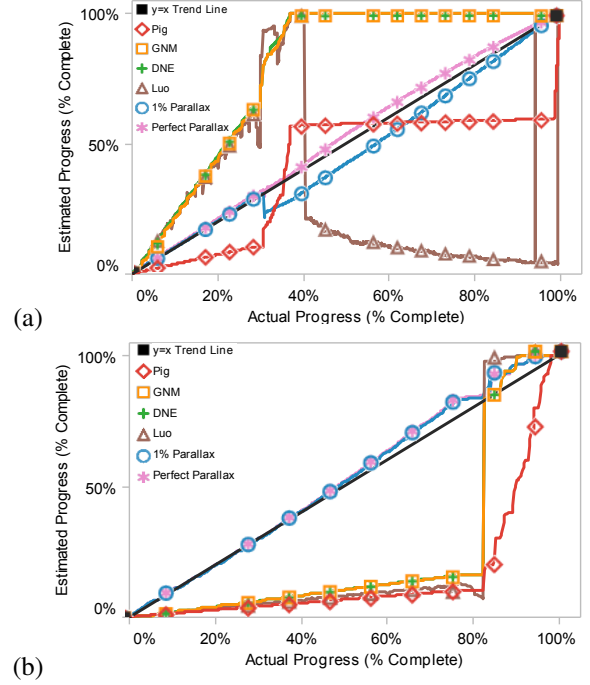 100%
50%
0%
Estimated Progress (% Complete)
y=x Trend Line
Pig
GNM
DNE
Luo
1% Parallax
Perfect Parallax
0%
20%
40%
60%
80%
100%
Actual Progress (% Complete)
(a)
100%
50%
0%
Estimated Progress (% Complete)
y=x Trend Line
Pig
GNM
DNE
Luo
1% Parallax
Perfect Parallax
0%
20%
40%
60%
80%
100%
Actual Progress (% Complete)
(b)